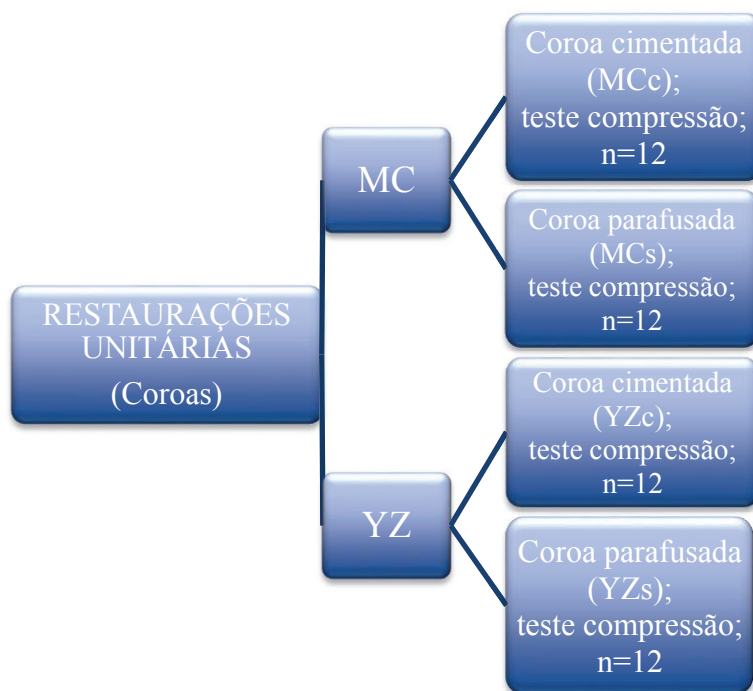 RESTAURAÇÕES
UNITÁRIAS
(Coroas)
MC
Coroa cimentada
(MCc);
teste compressão;
n=12
Coroa parafusada
(MCs);
teste compressão;
n=12
YZ
Coroa cimentada
(YZc);
teste compressão;
n=12
Coroa parafusada
(YZs);
teste compressão;
n=12